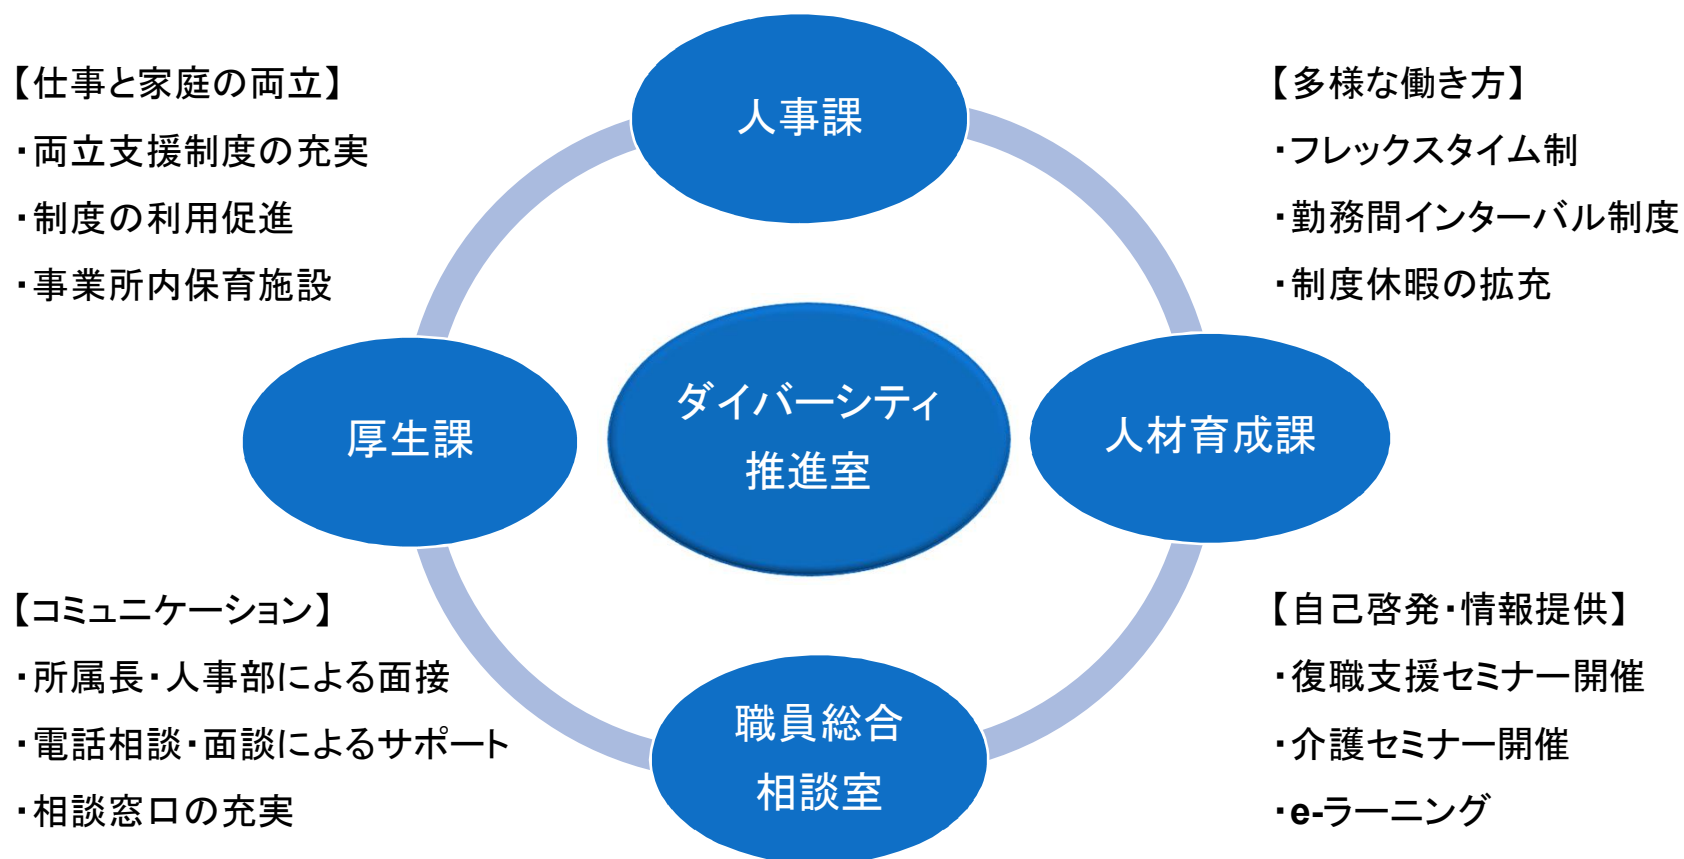 【仕事と家庭の両立】
・両立支援制度の充実
・制度の利用促進
・事業所内保育施設
人事課
【多様な働き方】
・フレックスタイム制
・勤務間インターバル制度
・制度休暇の拡充
厚生課
ダイバーシティ
推進室
人材育成課
【コミュニケーション】
・所属長・人事部による面接
・電話相談・面談によるサポート
・相談窓口の充実
職員総合
相談室
【自己啓発・情報提供】
・復職支援セミナー開催
・介護セミナー開催
・e-ラーニング